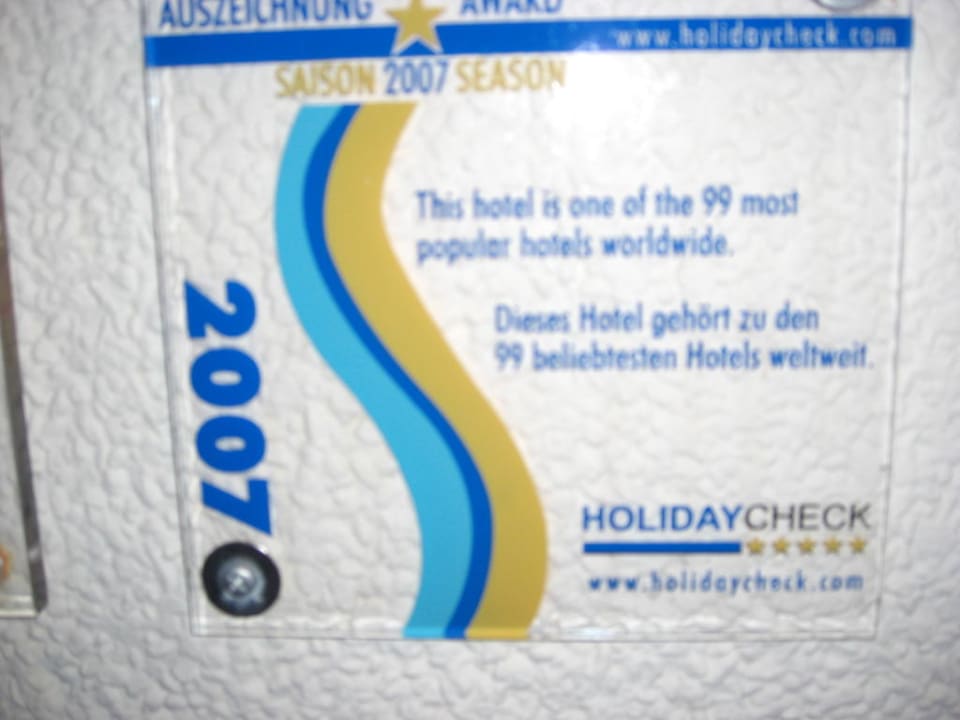 AUSZEICHNUNG AWARD
www.holidaycheck.com
SAISON 2007 SEASON
This hotel is one of the 99 most
popular hotels worldwide.
Dieses Hotel gehört zu den
99 beliebtesten Hotels weltweit.
2007
HOLIDAYCHECK
www.holidaycheck.com